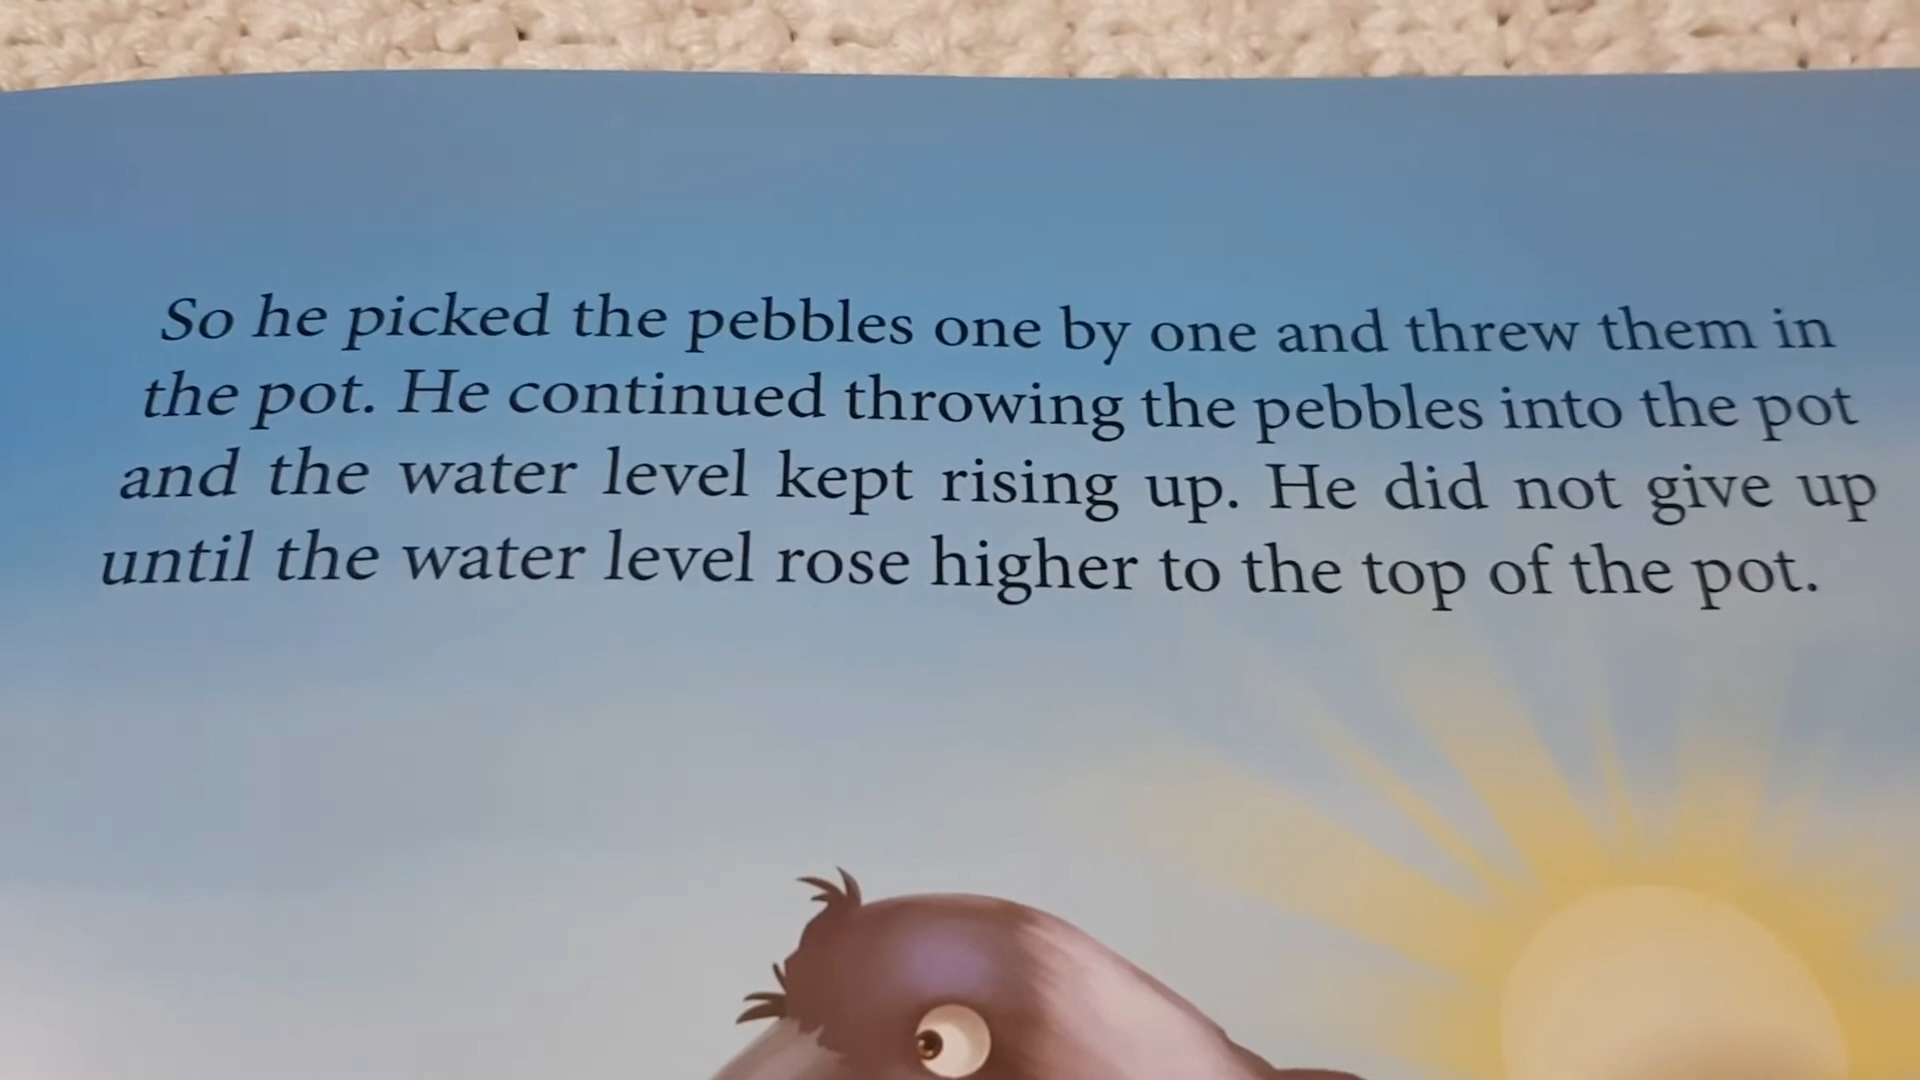 So he picked the pebbles one by one and threw them in
the pot. He continued throwing the pebbles into the pot
and the water level kept rising up. He did not give up
until the water level rose higher to the top of the pot.